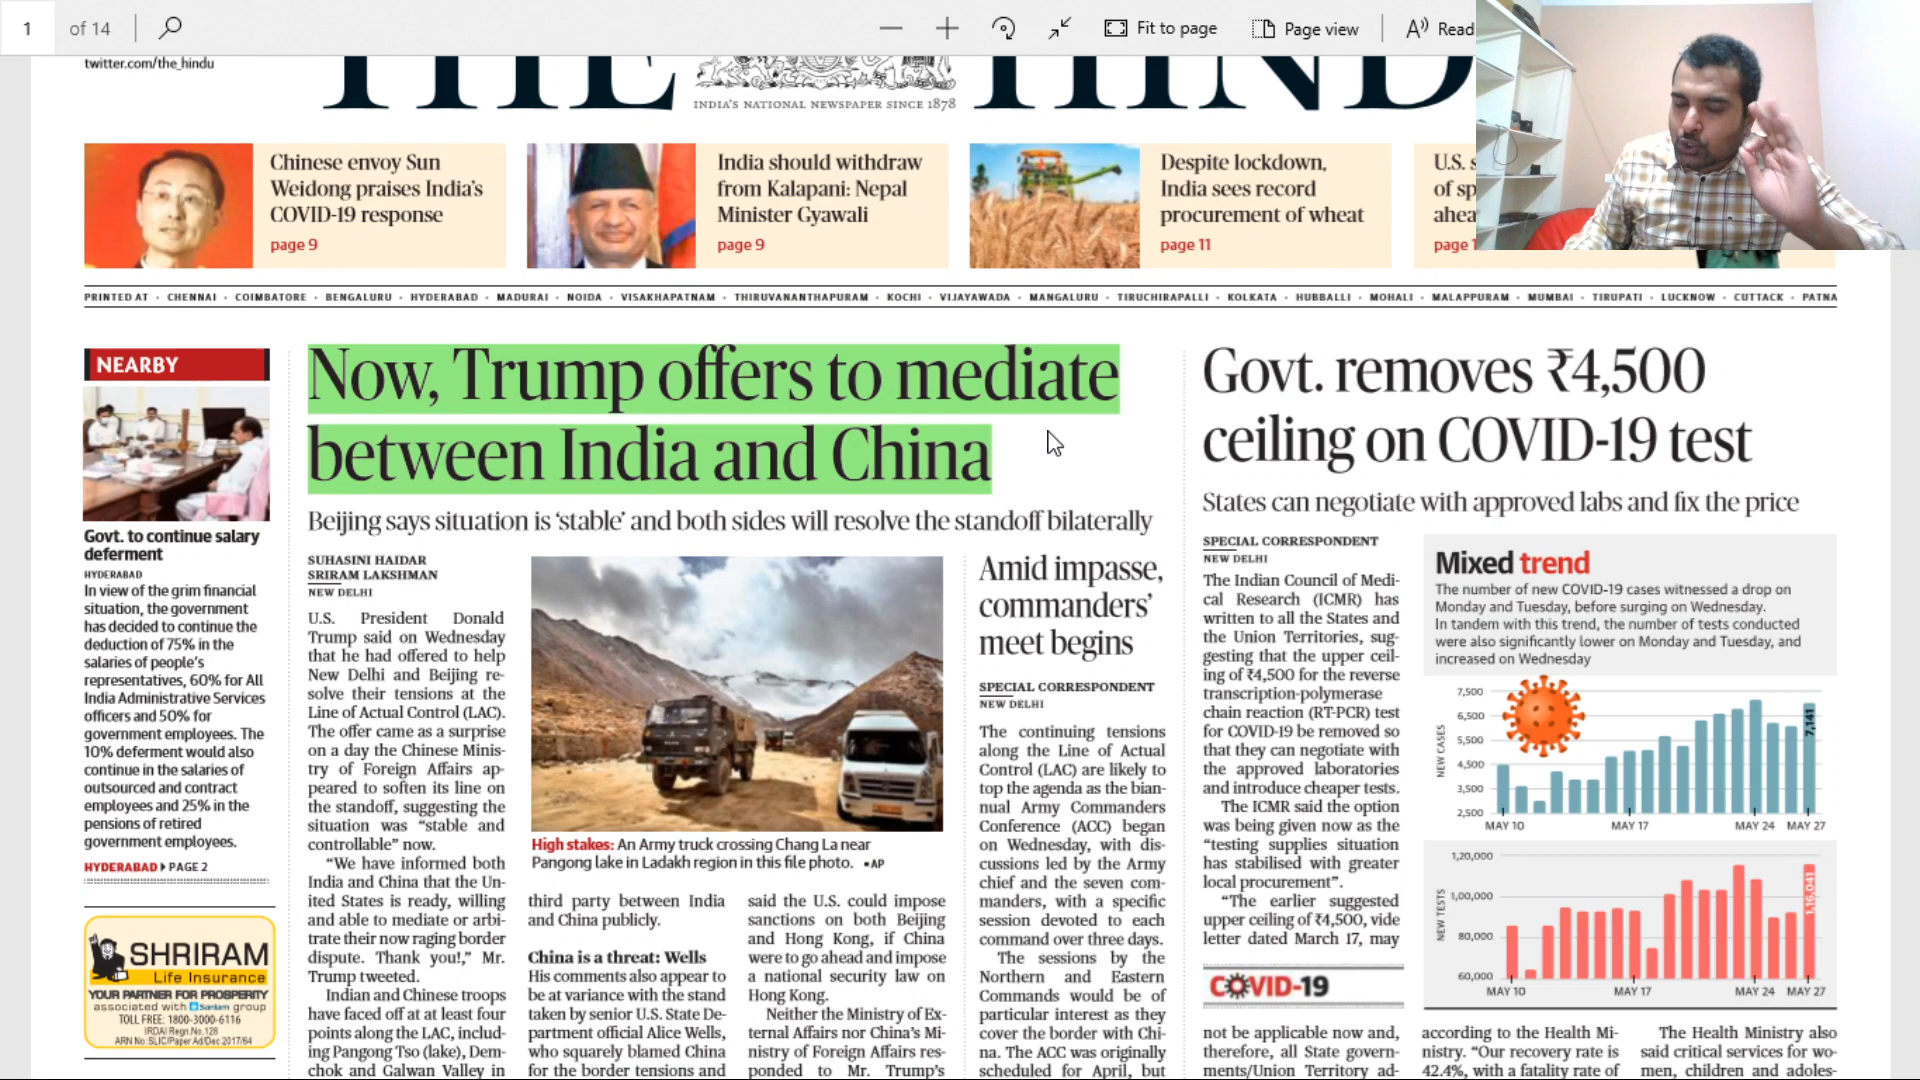 1 of 14
Fit to page
Page view
Read
twitter.com/the_hindu
THE HIND
INDIA'S NATIONAL NEWSPAPER SINCE 1878
Chinese envoy Sun
Weidong praises India's
COVID-19 response
page 9
India should withdraw
from Kalapani: Nepal
Minister Gyawali
page 9
Despite lockdown,
India sees record
procurement of wheat
page 11
U.S. s
of sp
ahea
page 1
PRINTED AT • CHENNAI • COIMBATORE • BENGALURU • HYDERABAD • MADURAI • NOIDA • VISAKHAPATNAM • THIRUVANANTHAPURAM • KOCHI • VIJAYAWADA • MANGALURU • TIRUCHIRAPALLI • KOLKATA • HUBBALLI • MOHALI • MALAPPURAM • MUMBAI • TIRUPATI • LUCKNOW • CUTTACK • PATNA
NEARBY
Govt. to continue salary
deferment
HYDERABAD
In view of the grim financial
situation, the government
has decided to continue the
deduction of 75% in the
salaries of people's
representatives, 60% for All
India Administrative Services
officers and 50% for
government employees. The
10% deferment would also
continue in the salaries of
outsourced and contract
employees and 25% in the
pensions of retired
government employees.
HYDERABAD ▸ PAGE 2
SHRIRAM
Life Insurance
YOUR PARTNER FOR PROSPERITY
associated with Sanlam group
TOLL FREE: 1800-3000-6116
IRDAI Regn.No.128
ARN No: SLIC/Paper Ad/Dec 2017/64
Now, Trump offers to mediate
between India and China
Beijing says situation is 'stable' and both sides will resolve the standoff bilaterally
SUHASINI HAIDAR
SRIRAM LAKSHMAN
NEW DELHI
U.S. President Donald
Trump said on Wednesday
that he had offered to help
New Delhi and Beijing re-
solve their tensions at the
Line of Actual Control (LAC).
The offer came as a surprise
on a day the Chinese Minis-
try of Foreign Affairs ap-
peared to soften its line on
the standoff, suggesting the
situation was "stable and
controllable" now.
"We have informed both
India and China that the Un-
ited States is ready, willing
and able to mediate or arbi-
trate their now raging border
dispute. Thank you!," Mr.
Trump tweeted.
Indian and Chinese troops
have faced off at at least four
points along the LAC, includ-
ing Pangong Tso (lake), Dem-
chok and Galwan Valley in
High stakes: An Army truck crossing Chang La near
Pangong lake in Ladakh region in this file photo. ▪AP
third party between India
and China publicly.
China is a threat: Wells
His comments also appear to
be at variance with the stand
taken by senior U.S. State De-
partment official Alice Wells,
who squarely blamed China
for the border tensions and
said the U.S. could impose
sanctions on both Beijing
and Hong Kong, if China
were to go ahead and impose
a national security law on
Hong Kong.
Neither the Ministry of Ex-
ternal Affairs nor China's Mi-
nistry of Foreign Affairs res-
ponded to Mr. Trump's
Amid impasse,
commanders'
meet begins
SPECIAL CORRESPONDENT
NEW DELHI
The continuing tensions
along the Line of Actual
Control (LAC) are likely to
top the agenda as the bian-
nual Army Commanders
Conference (ACC) began
on Wednesday, with dis-
cussions led by the Army
chief and the seven com-
manders, with a specific
session devoted to each
command over three days.
The sessions by the
Northern and Eastern
Commands would be of
particular interest as they
cover the border with Chi-
na. The ACC was originally
scheduled for April, but
Govt. removes ₹4,500
ceiling on COVID-19 test
States can negotiate with approved labs and fix the price
SPECIAL CORRESPONDENT
NEW DELHI
The Indian Council of Medi-
cal Research (ICMR) has
written to all the States and
the Union Territories, sug-
gesting that the upper ceil-
ing of ₹4,500 for the reverse
transcription-polymerase
chain reaction (RT-PCR) test
for COVID-19 be removed so
that they can negotiate with
the approved laboratories
and introduce cheaper tests.
The ICMR said the option
was being given now as the
"testing supplies situation
has stabilised with greater
local procurement".
"The earlier suggested
upper ceiling of ₹4,500, vide
letter dated March 17, may
COVID-19
not be applicable now and,
therefore, all State govern-
ments/Union Territory ad-
Mixed trend
The number of new COVID-19 cases witnessed a drop on
Monday and Tuesday, before surging on Wednesday.
In tandem with this trend, the number of tests conducted
were also significantly lower on Monday and Tuesday, and
increased on Wednesday
NEW CASES
7,500
6,500
5,500
4,500
3,500
2,500
7,141
MAY 10 MAY 17 MAY 24 MAY 27
NEW TESTS
1,20,000
1,00,000
80,000
60,000
1,16,041
MAY 10 MAY 17 MAY 24 MAY 27
according to the Health Mi-
nistry. "Our recovery rate is
42.4%, with a fatality rate of
The Health Ministry also
said critical services for wo-
men, children and adoles-